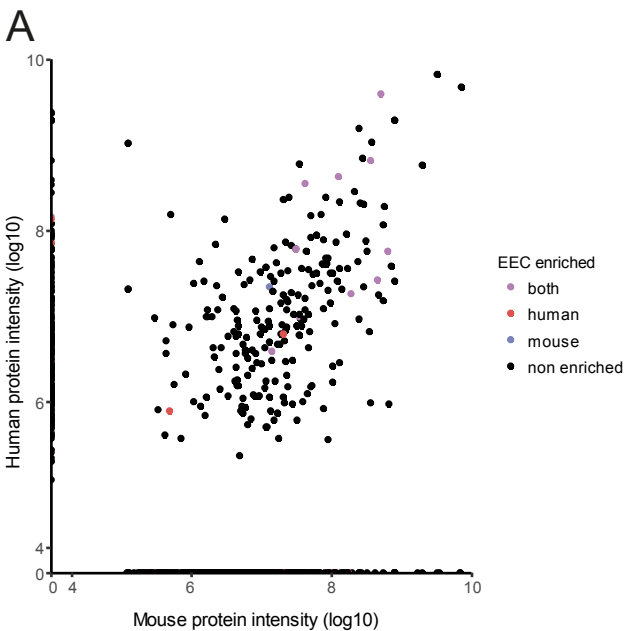 A
10
8
6
4
0
Human protein intensity (log10)
0 4 6 8 10
Mouse protein intensity (log10)
EEC enriched
both
human
mouse
non enriched